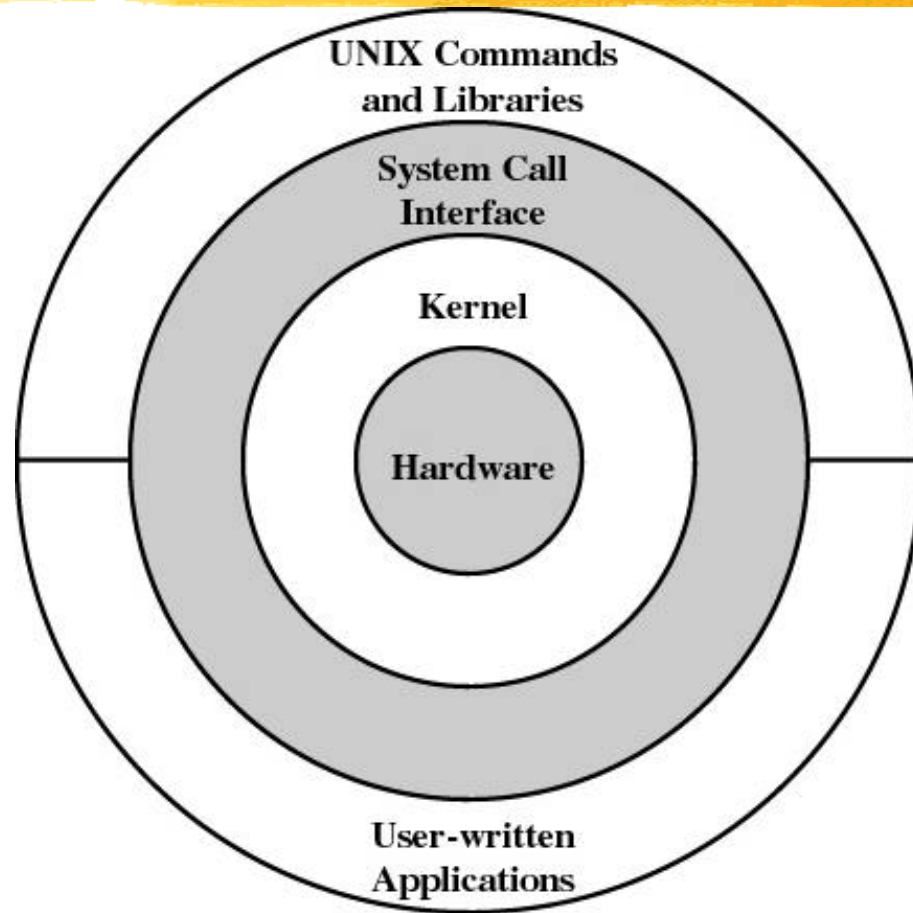 UNIX Commands
and Libraries
System Call
Interface
Kernel
Hardware
User-written
Applications